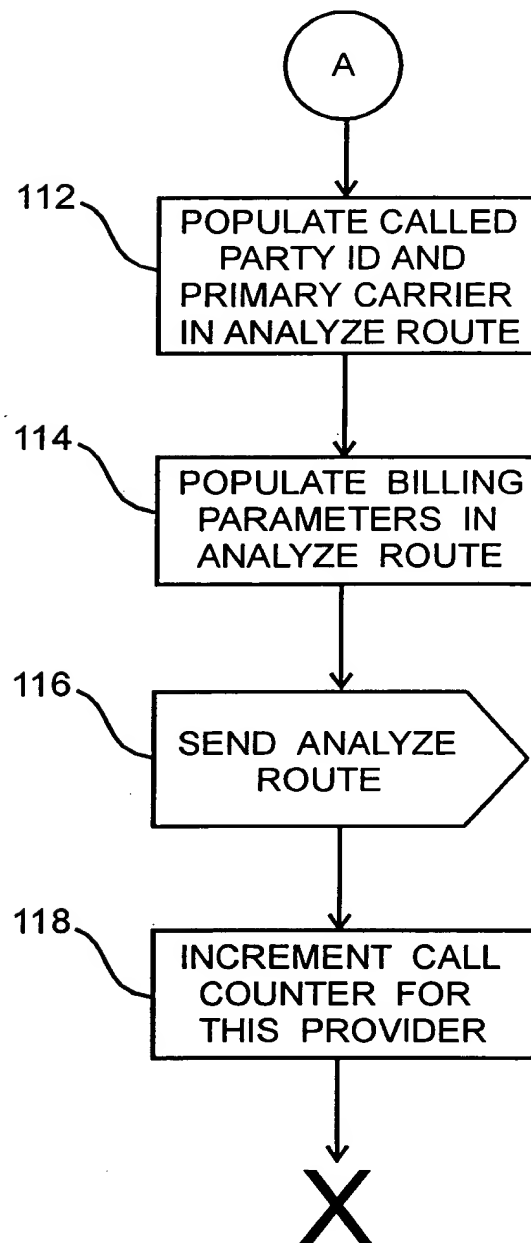 A
112
POPULATE CALLED
PARTY ID AND
PRIMARY CARRIER
IN ANALYZE ROUTE
114
POPULATE BILLING
PARAMETERS IN
ANALYZE ROUTE
116
SEND ANALYZE
ROUTE
118
INCREMENT CALL
COUNTER FOR
THIS PROVIDER
X